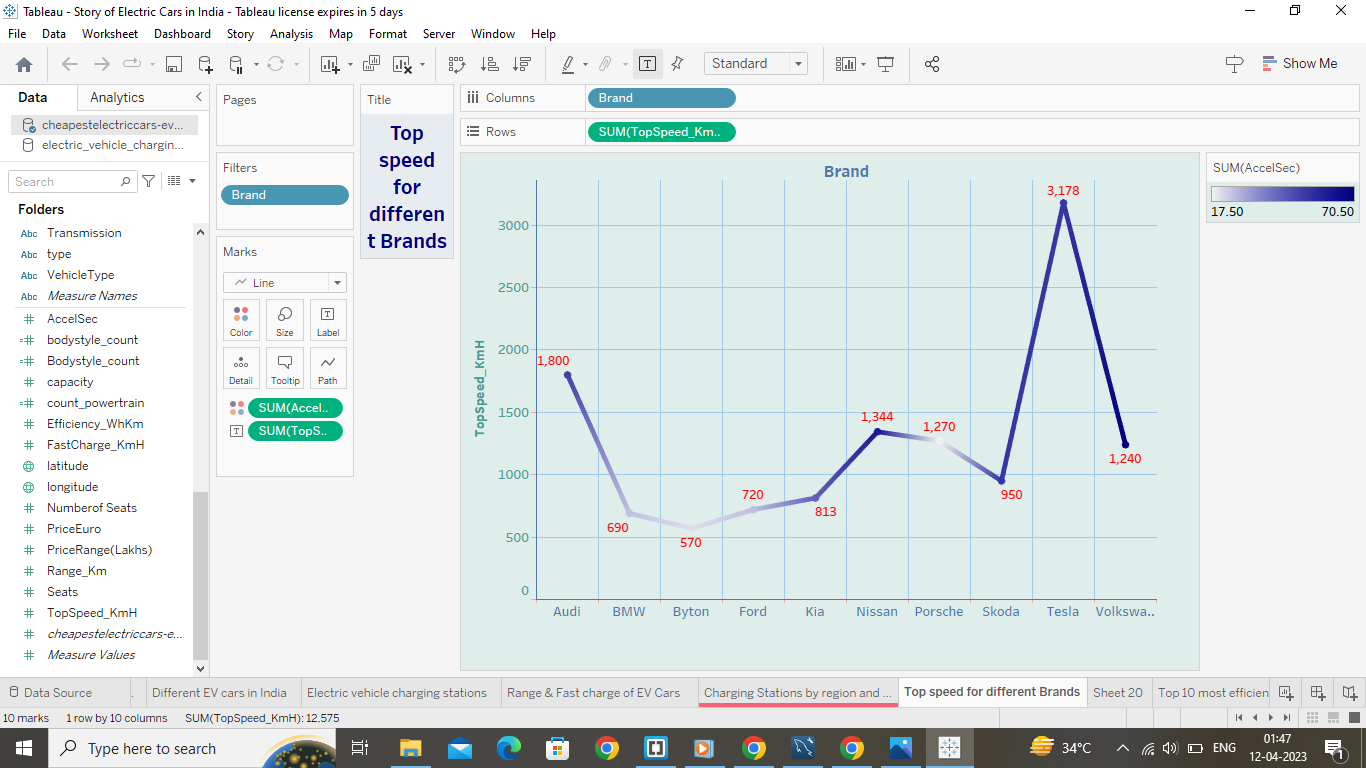 Tableau - Story of Electric Cars in India - Tableau license expires in 5 days
File Data Worksheet Dashboard Story Analysis Map Format Server Window Help
Standard
Show Me
Data Analytics
cheapestelectriccars-ev...
electric_vehicle_chargin...
Search
Folders
Abc Transmission
Abc type
Abc VehicleType
Abc Measure Names
AccelSec
bodystyle_count
Bodystyle_count
capacity
count_powertrain
Efficiency_WhKm
FastCharge_KmH
latitude
longitude
Numberof Seats
PriceEuro
PriceRange(Lakhs)
Range_Km
Seats
TopSpeed_KmH
cheapestelectriccars-e...
Measure Values
Pages
Filters
Brand
Marks
Line
Color Size Label
Detail Tooltip Path
SUM(Accel..
SUM(TopS..
Title
Top
speed
for
differen
t Brands
Columns Brand
Rows SUM(TopSpeed_Km..
Brand
TopSpeed_KmH
3000
2500
2000
1500
1000
500
0
1,800
690
570
720
813
1,344
1,270
950
3,178
1,240
Audi BMW Byton Ford Kia Nissan Porsche Skoda Tesla Volkswa..
SUM(AccelSec)
17.50 70.50
Data Source . Different EV cars in India Electric vehicle charging stations Range & Fast charge of EV Cars Charging Stations by region and ... Top speed for different Brands Sheet 20 Top 10 most efficien
10 marks 1 row by 10 columns SUM(TopSpeed_KmH): 12,575
Type here to search
34°C
ENG
01:47
12-04-2023
1